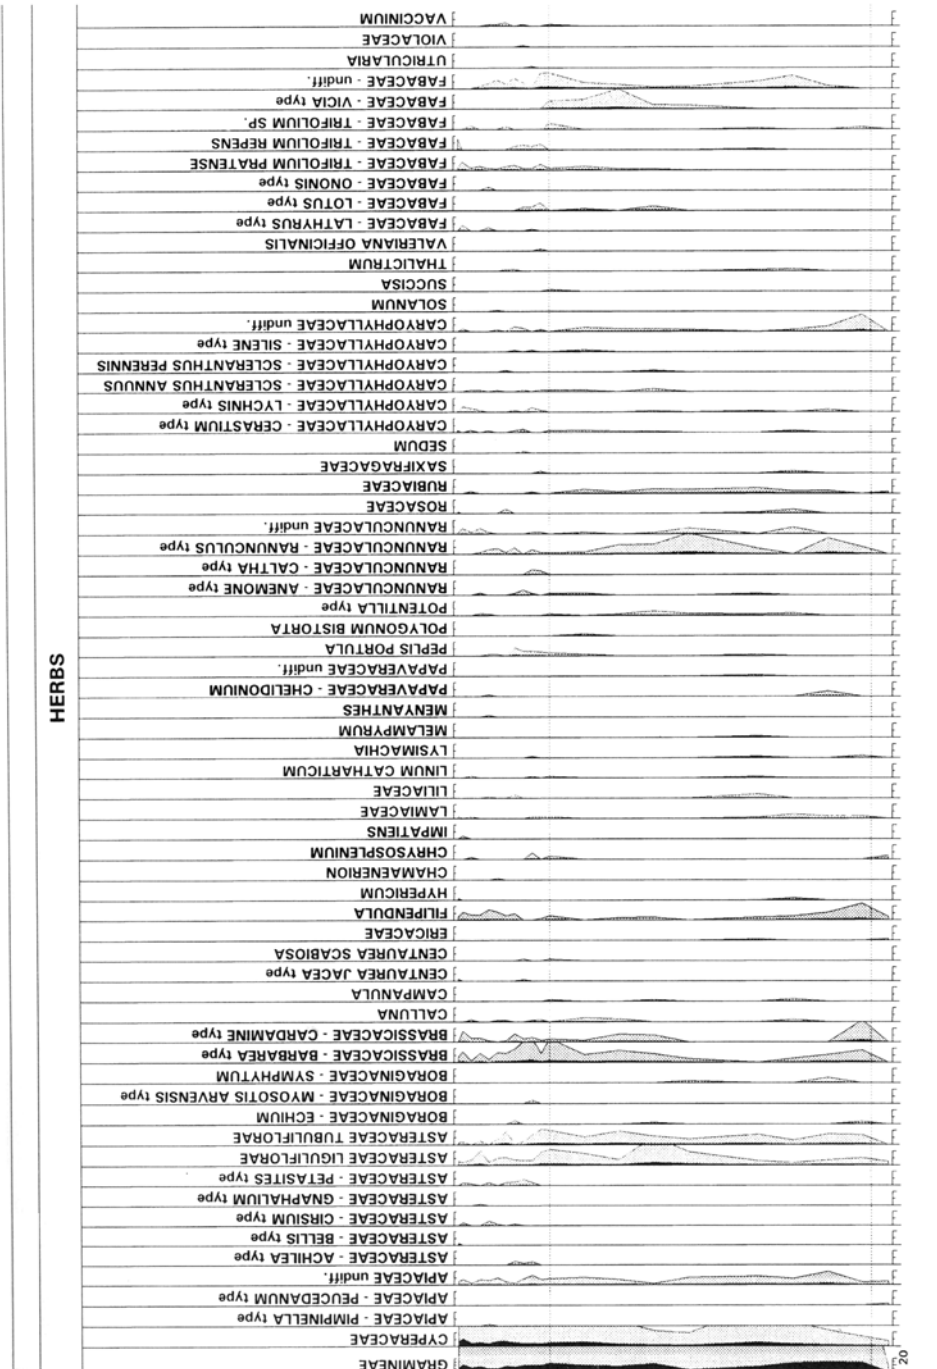 VACCINIUM
VIOLACEAE
UTRICULARIA
FABACEAE - undiff.
FABACEAE - VICIA type
FABACEAE - TRIFOLIUM SP.
FABACEAE - TRIFOLIUM REPENS
FABACEAE - TRIFOLIUM PRATENSE
FABACEAE - ONONIS type
FABACEAE - LOTUS type
FABACEAE - LATHYRUS type
VALERIANA OFFICINALIS
THALICTRUM
SUCCISA
SOLANUM
CARYOPHYLLACEAE undiff.
CARYOPHYLLACEAE - SILENE type
CARYOPHYLLACEAE - SCLERANTHUS PERENNIS
CARYOPHYLLACEAE - SCLERANTHUS ANNUUS
CARYOPHYLLACEAE - LYCHNIS type
CARYOPHYLLACEAE - CERASTIUM type
SEDUM
SAXIFRAGACEAE
RUBIACEAE
ROSACEAE
RANUNCULACEAE undiff.
RANUNCULACEAE - RANUNCULUS type
RANUNCULACEAE - CALTHA type
RANUNCULACEAE - ANEMONE type
POTENTILLA type
POLYGONUM BISTORTA
PEPLIS PORTULA
PAPAVERACEAE undiff.
PAPAVERACEAE - CHELIDONIUM
MENYANTHES
MELAMPYRUM
LYSIMACHIA
LINUM CATHARTICUM
LILIACEAE
LAMIACEAE
IMPATIENS
CHRYSOSPLENIUM
CHAMAENERION
HYPERICUM
FILIPENDULA
ERICACEAE
CENTAUREA SCABIOSA
CENTAUREA JACEA type
CAMPANULA
CALLUNA
BRASSICACEAE - CARDAMINE type
BRASSICACEAE - BARBAREA type
BORAGINACEAE - SYMPHYTUM
BORAGINACEAE - MYOSOTIS ARVENSIS type
BORAGINACEAE - ECHIUM
ASTERACEAE TUBULIFLORAE
ASTERACEAE LIGULIFLORAE
ASTERACEAE - PETASITES type
ASTERACEAE - GNAPHALIUM type
ASTERACEAE - CIRSIUM type
ASTERACEAE - BELLIS type
ASTERACEAE - ACHILEA type
APIACEAE undiff.
APIACEAE - PEUCEDANUM type
APIACEAE - PIMPINELLA type
CYPERACEAE
GRAMINEAE
HERBS
20